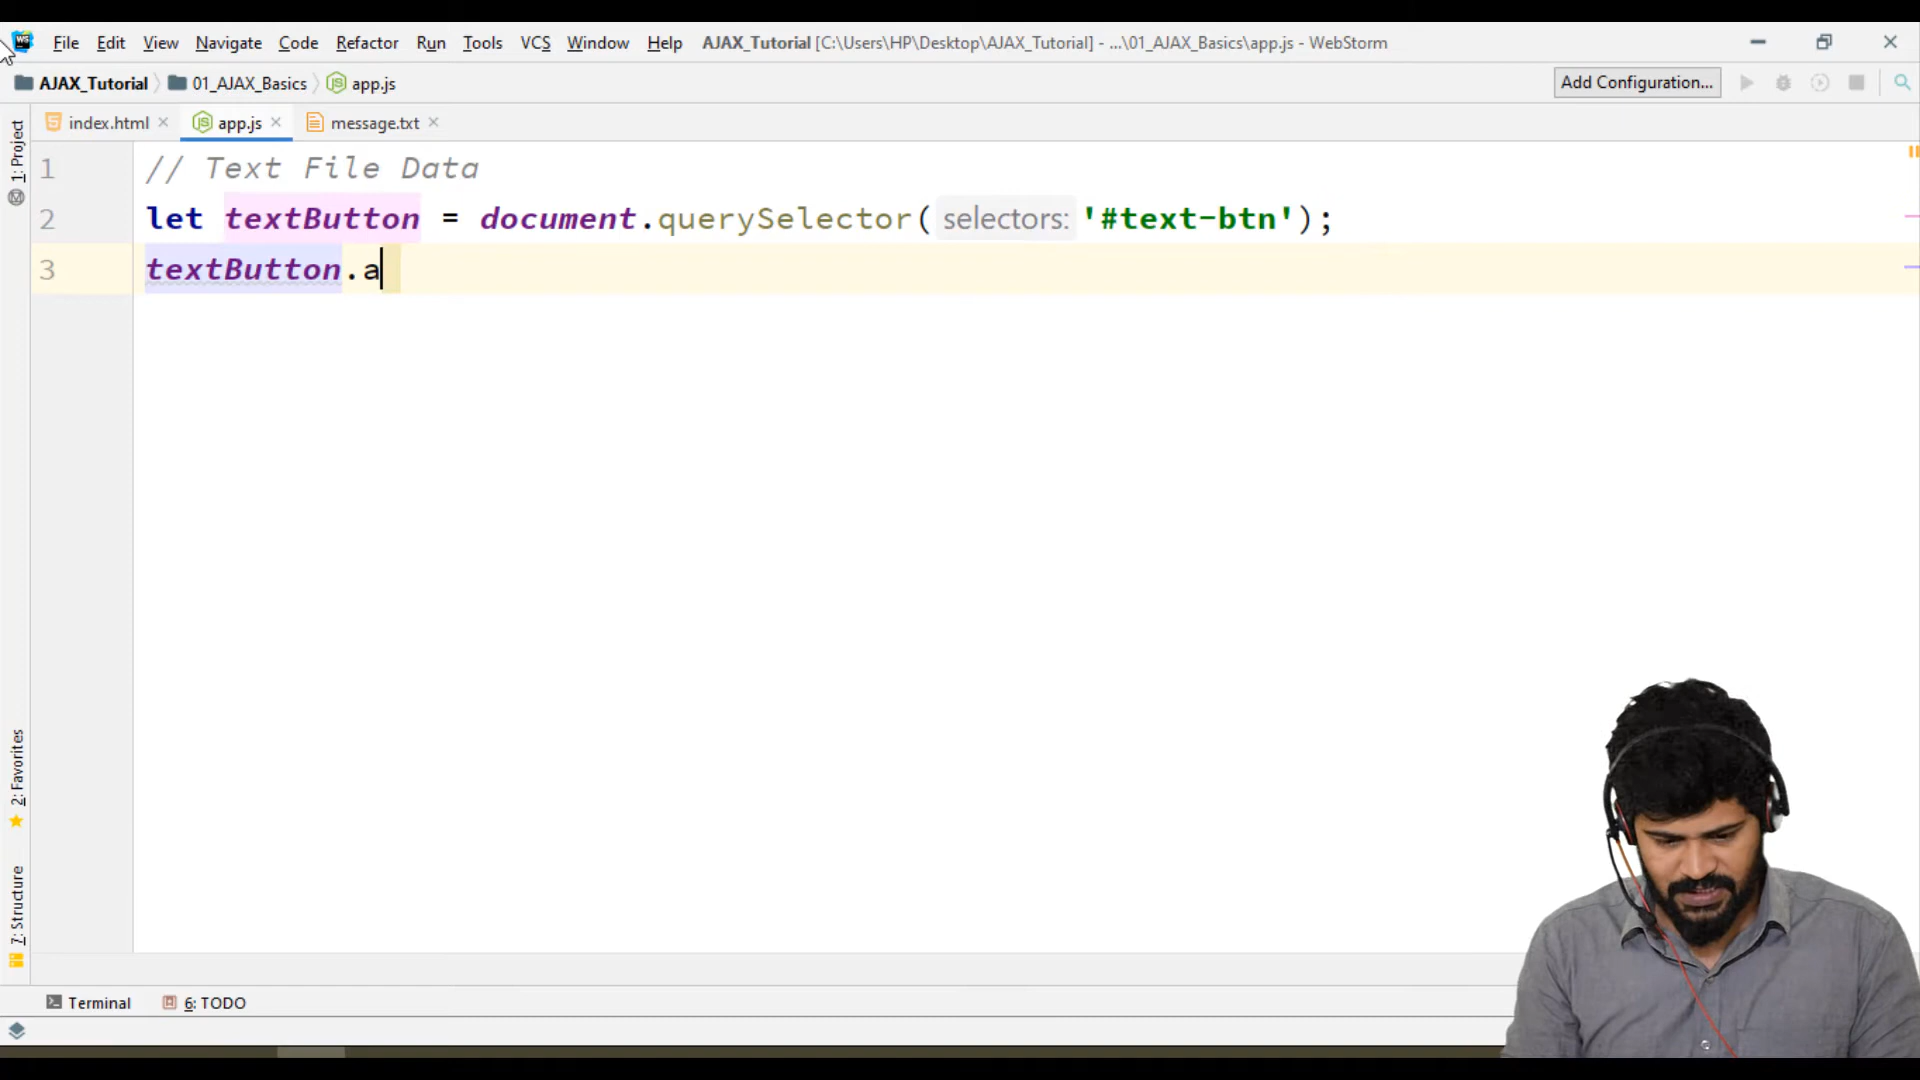 WS File Edit View Navigate Code Refactor Run Tools VCS Window Help AJAX_Tutorial [C:\Users\HP\Desktop\AJAX_Tutorial] - ...\01_AJAX_Basics\app.js - WebStorm
AJAX_Tutorial 01_AJAX_Basics app.js Add Configuration...
index.html app.js message.txt
1: Project
1 // Text File Data
2 let textButton = document.querySelector( selectors: '#text-btn');
3 textButton.a
2: Favorites
7: Structure
Terminal 6: TODO